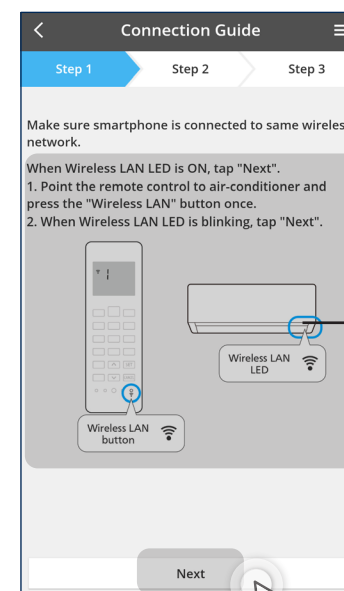 Connection Guide
Step 1 Step 2 Step 3
Make sure smartphone is connected to same wireles
network.
When Wireless LAN LED is ON, tap "Next".
1. Point the remote control to air-conditioner and
press the "Wireless LAN" button once.
2. When Wireless LAN LED is blinking, tap "Next".
Wireless LAN
LED
Wireless LAN
button
Next